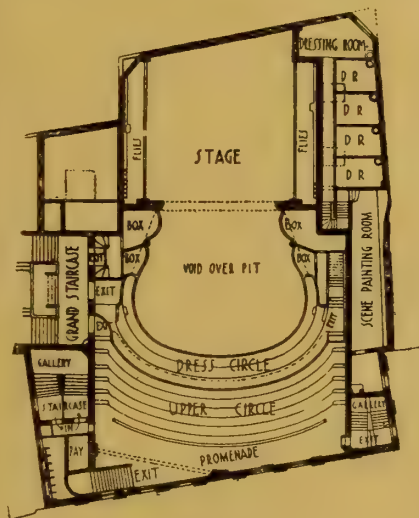 DRESSING ROOM
D R
D R
D R
D R
FLIES
STAGE
FLIES
BOX
BOX
BOX
BOX
VOID OVER PIT
GRAND STAIRCASE
EXIT
SCENE PAINTING ROOM
EXIT
DRESS CIRCLE
GALLERY
STAIRCASE
IN
PAY
UPPER CIRCLE
GALLERY
EXIT
PROMENADE
EXIT